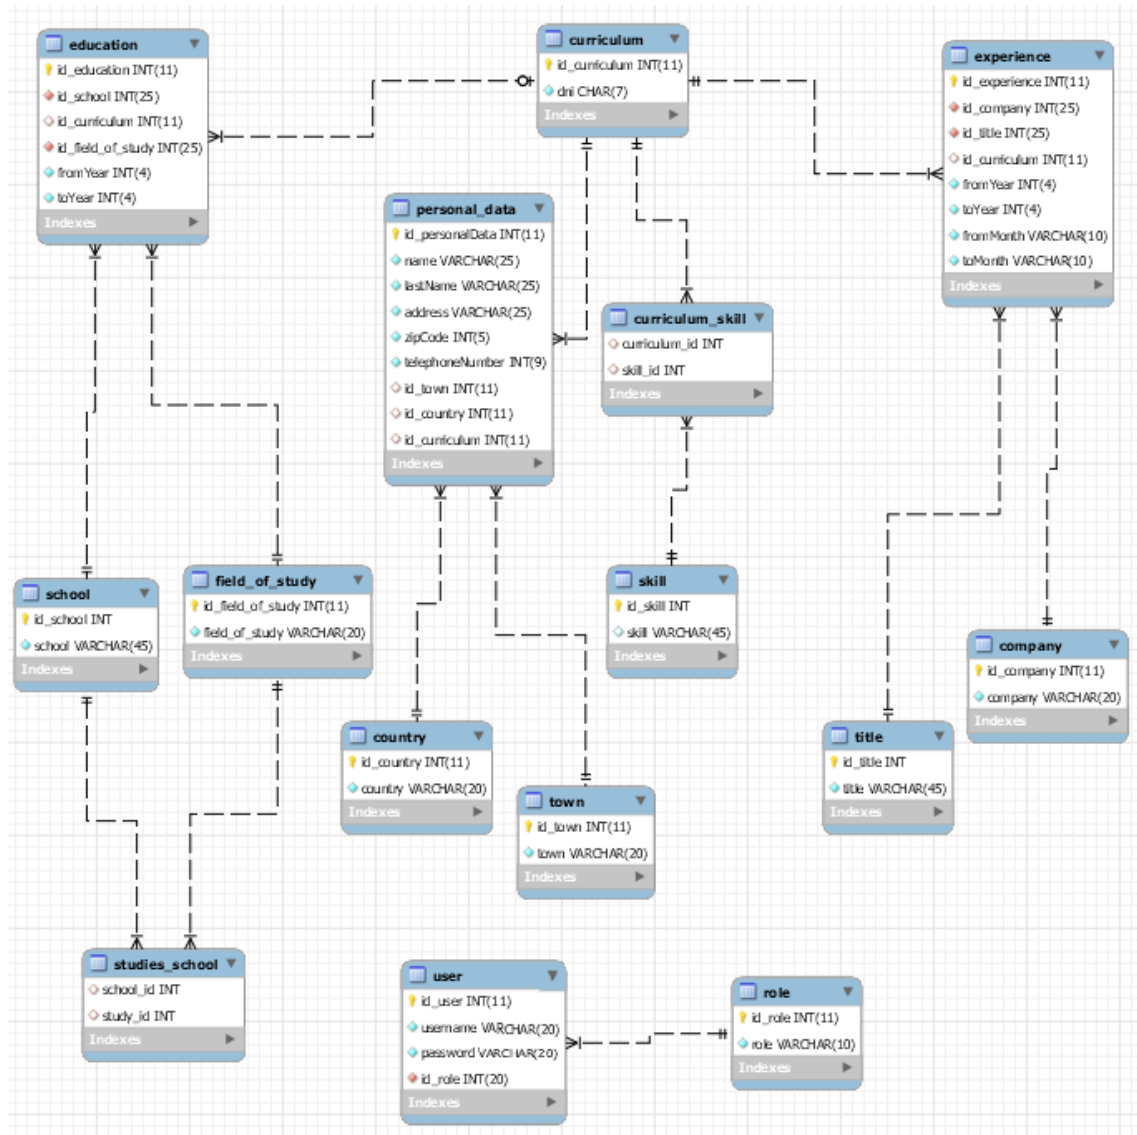 education
id_education INT(11)
id_school INT(25)
id_curriculum INT(11)
id_field_of_study INT(25)
fromYear INT(4)
toYear INT(4)
Indexes
curriculum
id_curriculum INT(11)
dni CHAR(7)
Indexes
experience
id_experience INT(11)
id_company INT(25)
id_title INT(25)
id_curriculum INT(11)
fromYear INT(4)
toYear INT(4)
fromMonth VARCHAR(10)
toMonth VARCHAR(10)
Indexes
personal_data
id_personalData INT(11)
name VARCHAR(25)
lastName VARCHAR(25)
address VARCHAR(25)
zipCode INT(5)
telephoneNumber INT(9)
id_town INT(11)
id_country INT(11)
id_curriculum INT(11)
Indexes
curriculum_skill
curriculum_id INT
skill_id INT
Indexes
school
id_school INT
school VARCHAR(45)
Indexes
field_of_study
id_field_of_study INT(11)
field_of_study VARCHAR(20)
Indexes
skill
id_skill INT
skill VARCHAR(45)
Indexes
company
id_company INT(11)
company VARCHAR(20)
Indexes
country
id_country INT(11)
country VARCHAR(20)
Indexes
title
id_title INT
title VARCHAR(45)
Indexes
town
id_town INT(11)
town VARCHAR(20)
Indexes
studies_school
school_id INT
study_id INT
Indexes
user
id_user INT(11)
username VARCHAR(20)
password VARCHAR(20)
id_role INT(20)
Indexes
role
id_role INT(11)
role VARCHAR(10)
Indexes